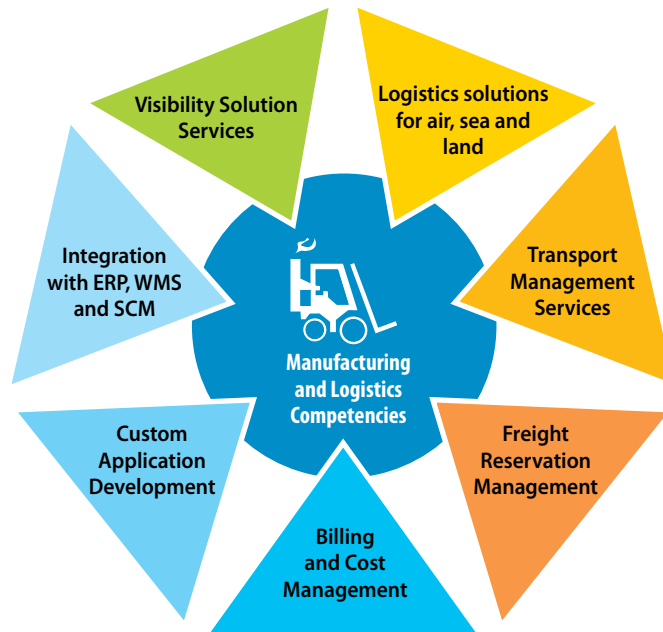 Visibility Solution
Services
Logistics solutions
for air, sea and
land
Integration
with ERP, WMS
and SCM
Transport
Management
Services
Manufacturing
and Logistics
Competencies
Custom
Application
Development
Freight
Reservation
Management
Billing
and Cost
Management